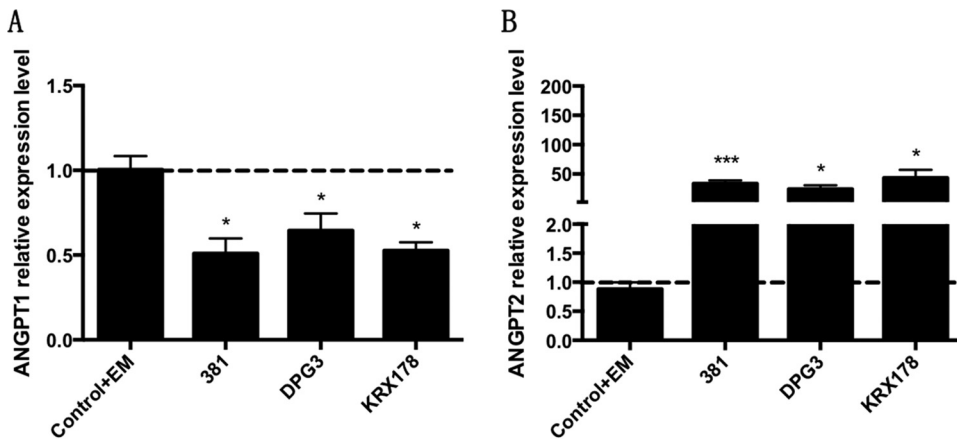 A
ANGPT1 relative expression level
1.5
1.0
0.5
0.0
*
*
*
Control+EM
381
DPG3
KRX178
B
ANGPT2 relative expression level
200
150
100
50
2.0
1.5
1.0
0.5
0.0
***
*
*
Control+EM
381
DPG3
KRX178